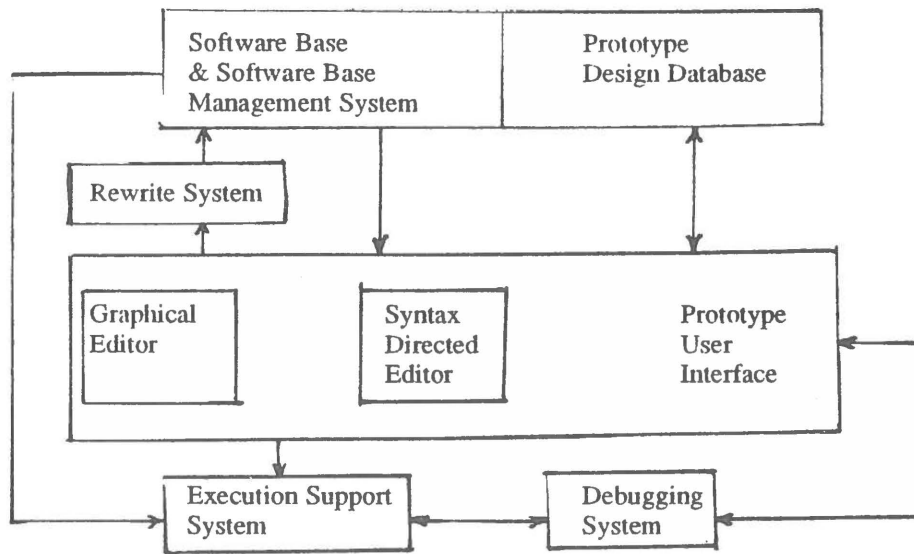 Software Base
& Software Base
Management System
Prototype
Design Database
Rewrite System
Graphical
Editor
Syntax
Directed
Editor
Prototype
User
Interface
Execution Support
System
Debugging
System